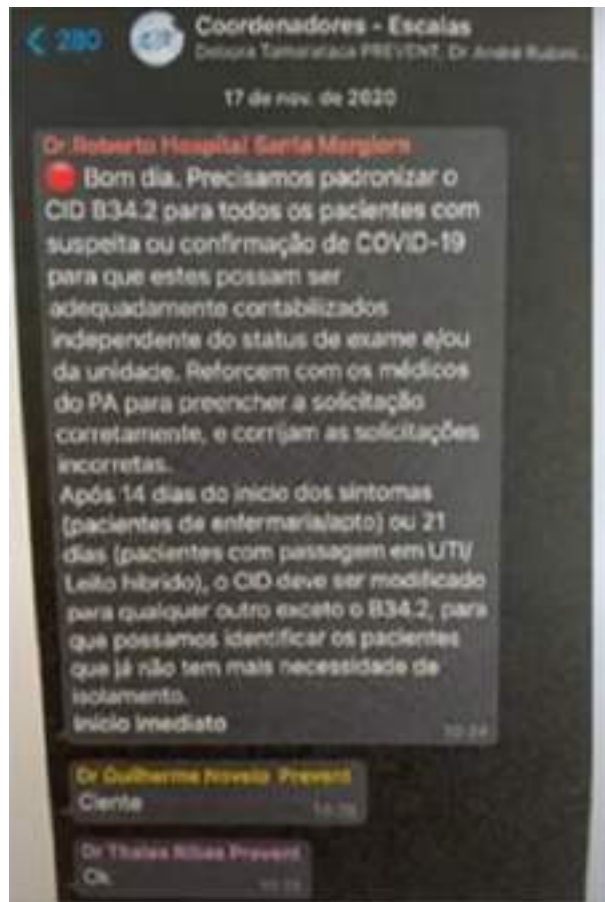 280
Coordenadores - Escalas
Debora PREVENT, Dr André
17 de nov. de 2020
Dr Roberto Hospital Santa
Bom dia. Precisamos padronizar o
CID B34.2 para todos os pacientes com
suspeita ou confirmação de COVID-19
para que estes possam ser
adequadamente contabilizados
independente do status de exame e/ou
da unidade. Reforcem com os médicos
do PA para preencher a solicitação
corretamente, e corrijam as solicitações
incorretas.
Após 14 dias do inicio dos sintomas
(pacientes de enfermaria/apto) ou 21
dias (pacientes com passagem em UTI/
Leito híbrido), o CID deve ser modificado
para qualquer outro exceto o B34.2, para
que possamos identificar os pacientes
que já não tem mais necessidade de
isolamento.
Início imediato
Dr Guilherme Prevent
Ciente
Dr Thales Ribas Prevent
Ok